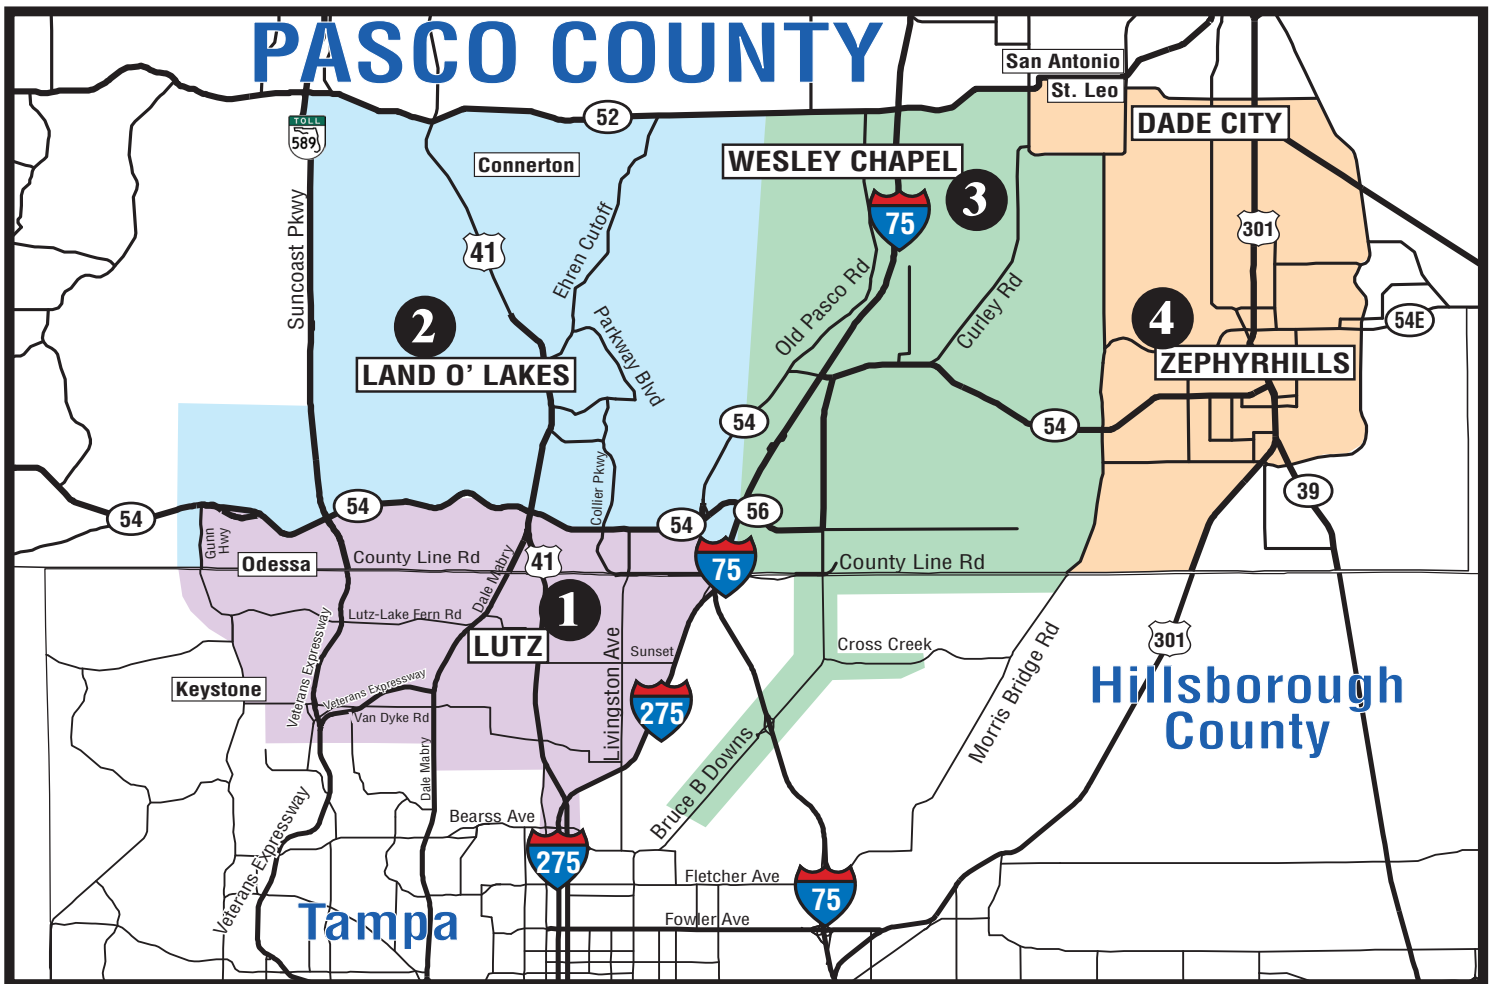 PASCO COUNTY
San Antonio
St. Leo
52
TOLL
589
DADE CITY
Connerton
WESLEY CHAPEL
3
75
301
41
Ehren Cutoff
Suncoast Pkwy
Old Pasco Rd
Curley Rd
2
4
54E
Parkway Blvd
LAND O' LAKES
ZEPHYRHILLS
54
54
Collier Pkwy
39
54
54
54
56
Gunn
Hwy
Odessa
County Line Rd
Dale Mabry
41
75
County Line Rd
1
Lutz-Lake Fern Rd
LUTZ
Livingston Ave
Sunset
Cross Creek
301
Morris Bridge Rd
Keystone
Veterans Expressway
Veterans Expressway
Van Dyke Rd
275
Hillsborough
County
Dale Mabry
Bruce B Downs
Bearss Ave
Veterans Expressway
275
Fletcher Ave
75
Tampa
Fowler Ave